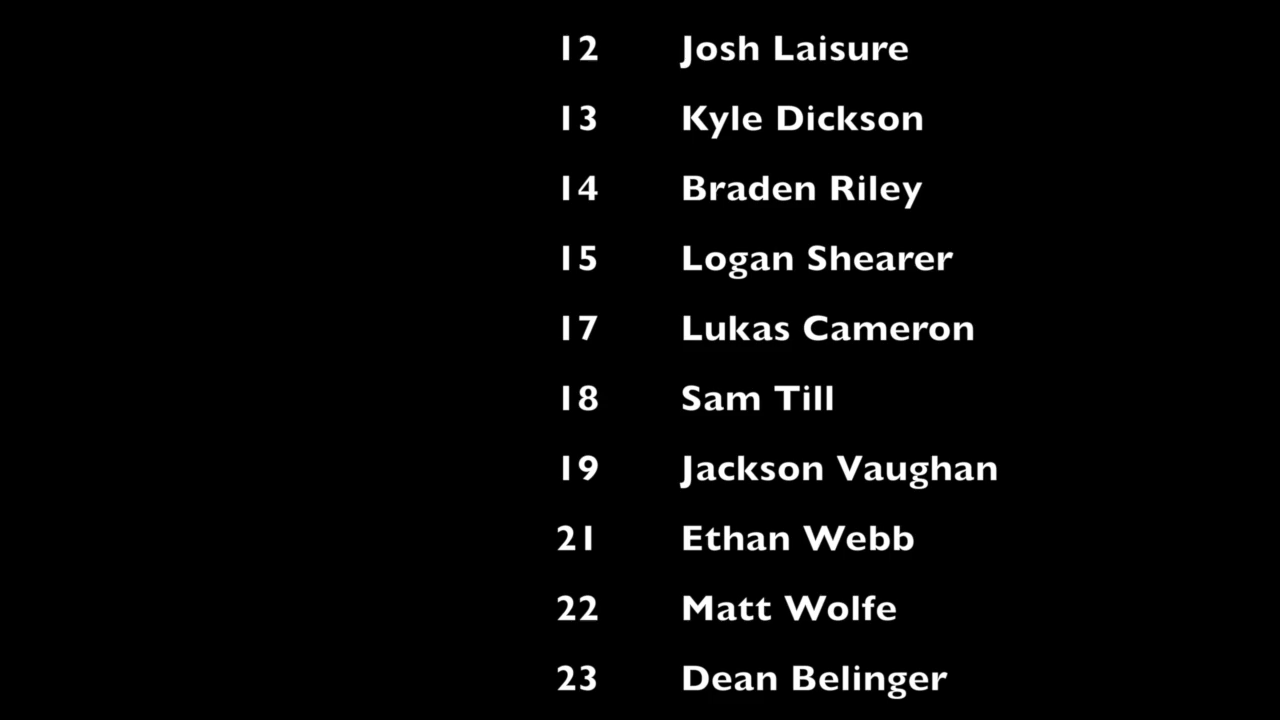 12 Josh Laisure
13 Kyle Dickson
14 Braden Riley
15 Logan Shearer
17 Lukas Cameron
18 Sam Till
19 Jackson Vaughan
21 Ethan Webb
22 Matt Wolfe
23 Dean Belinger